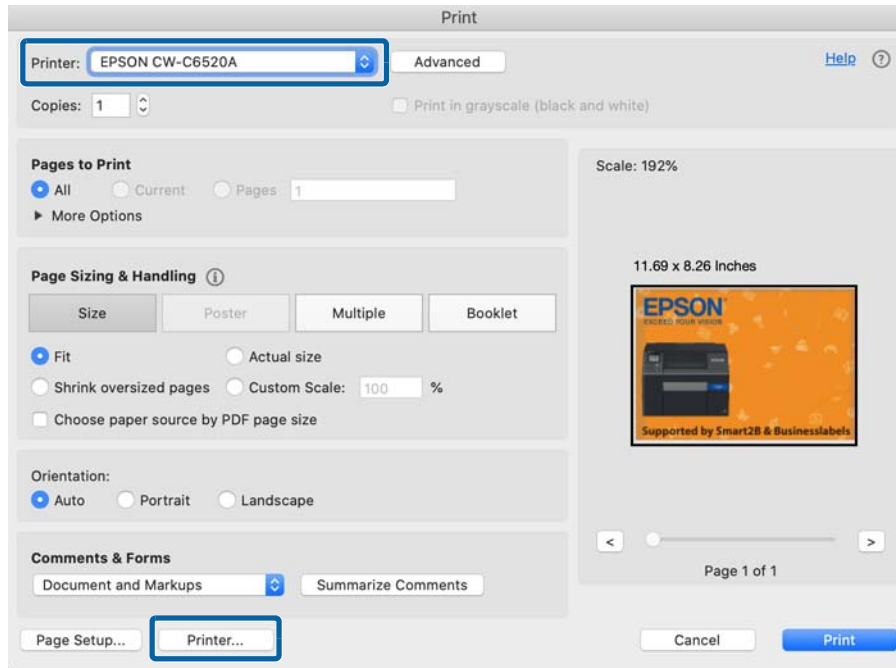 Print
Printer: EPSON CW-C6520A Advanced Help ?
Copies: 1 Print in grayscale (black and white)
Pages to Print
All Current Pages 1
More Options
Scale: 192%
11.69 x 8.26 Inches
EPSON
EXCEED YOUR VISION
Supported by Smart2B & Businesslabels
Page Sizing & Handling i
Size Poster Multiple Booklet
Fit Actual size
Shrink oversized pages Custom Scale: 100 %
Choose paper source by PDF page size
Orientation:
Auto Portrait Landscape
Comments & Forms
Document and Markups Summarize Comments
< >
Page 1 of 1
Page Setup... Printer... Cancel Print